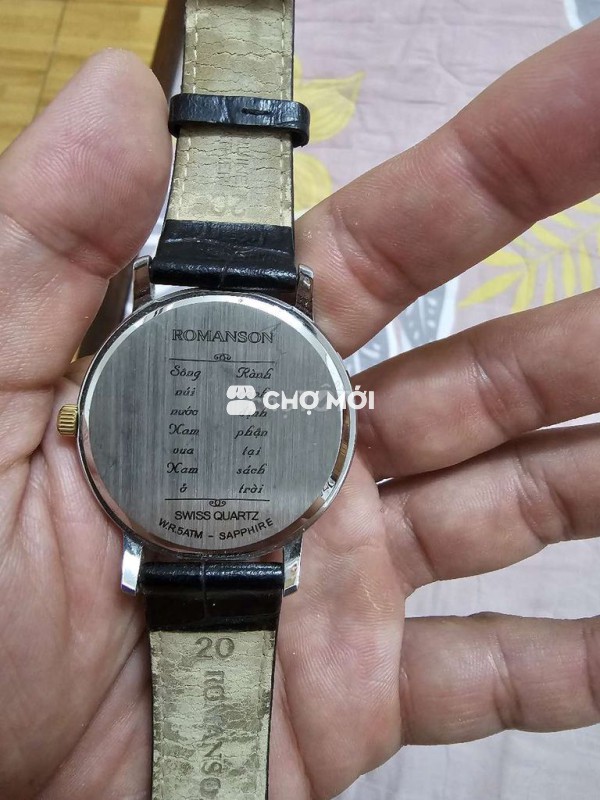 ROMANSON
Sông Rành
núi
nước
Nam phận
vua tại
Nam sách
ở trời
CHỢ MỚI
SWISS QUARTZ
W.R.5ATM - SAPPHIRE
20
ROMANSO